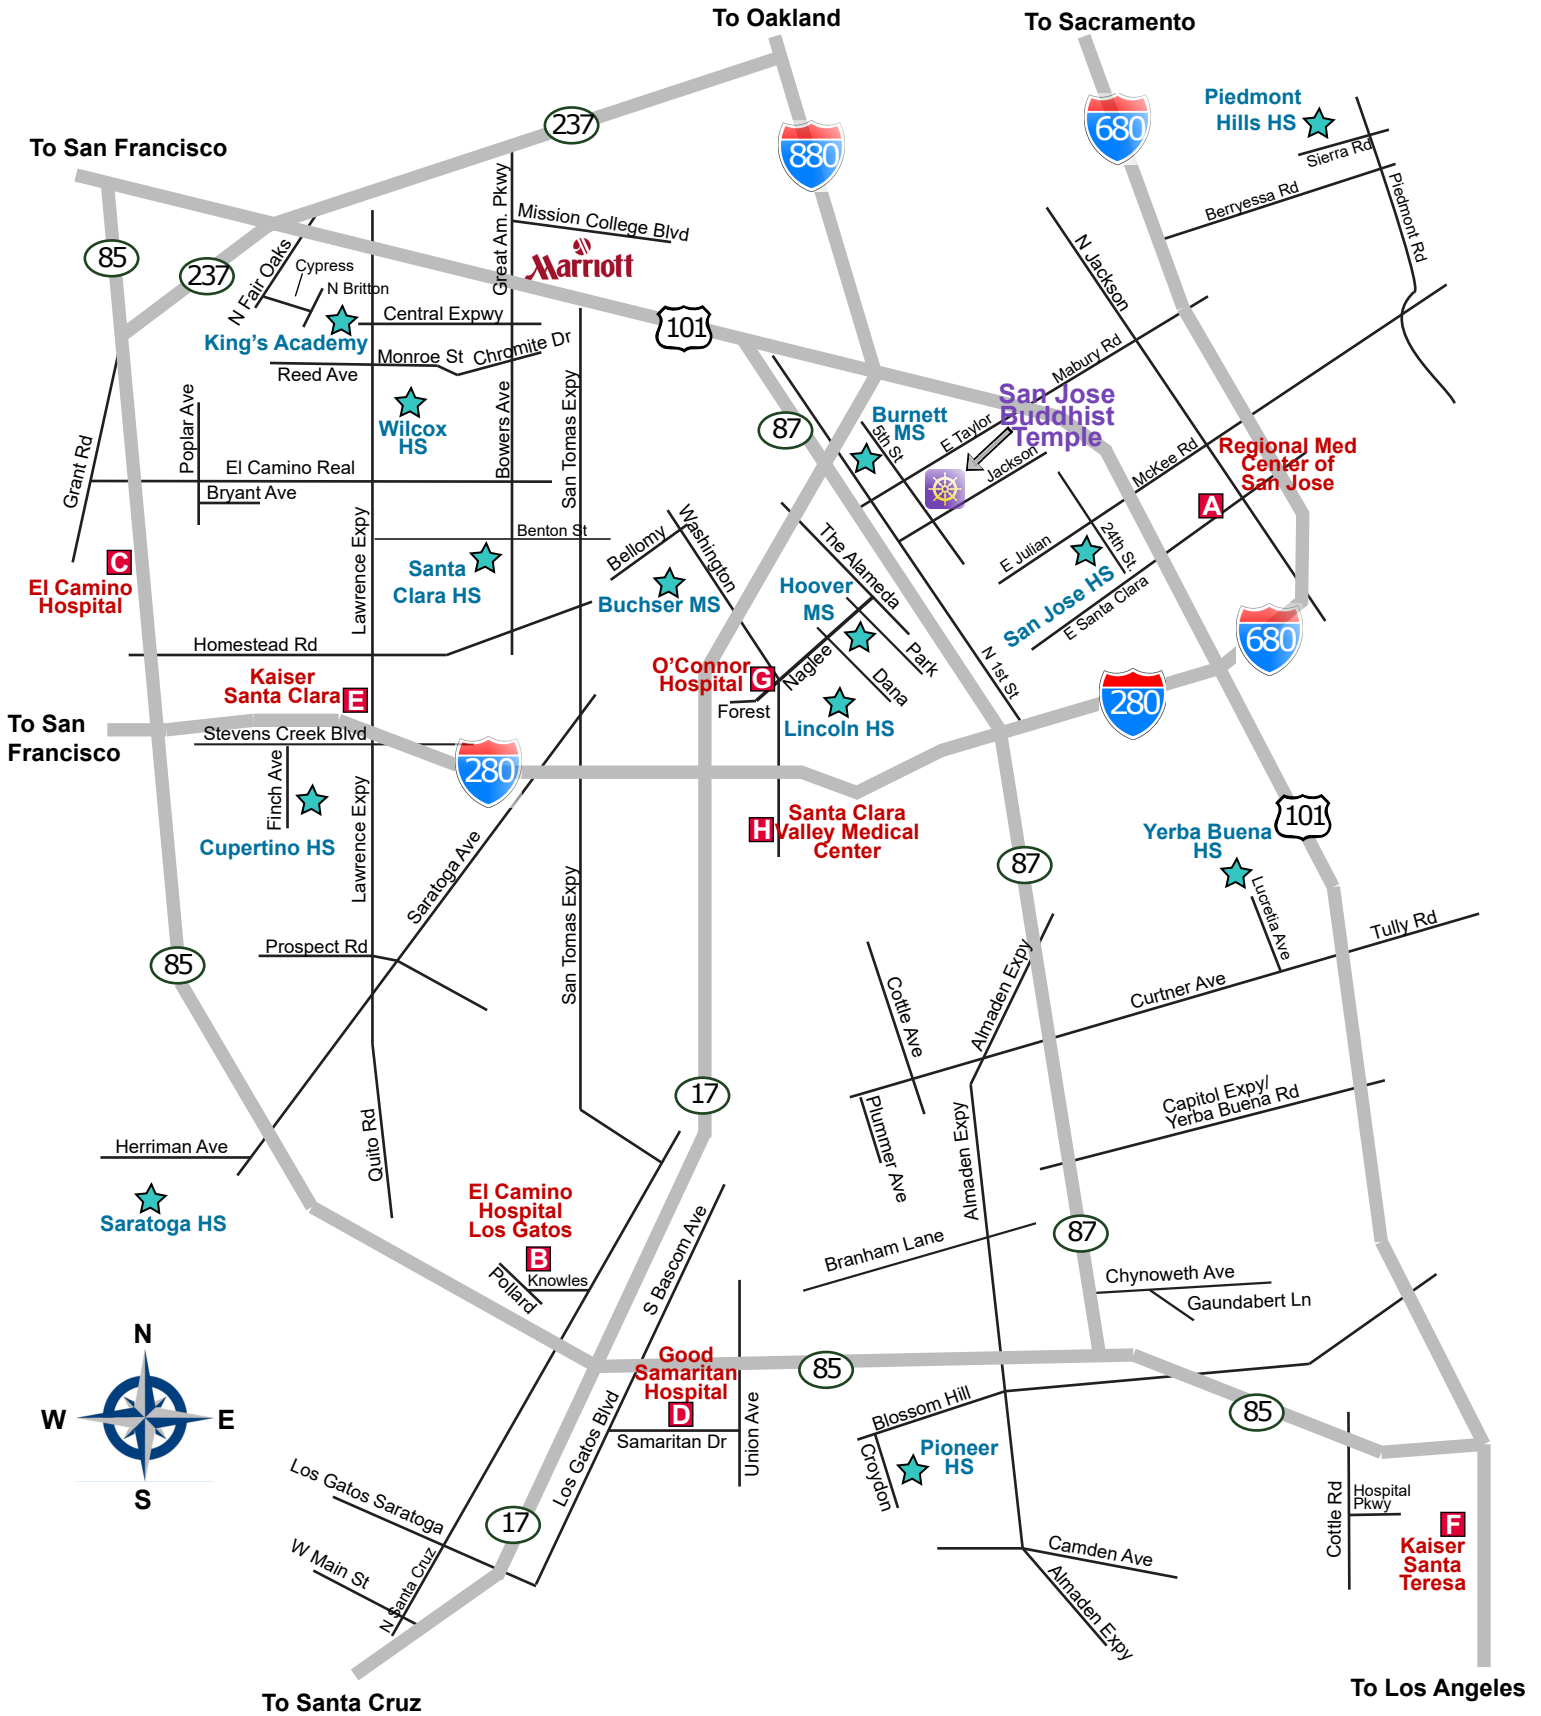 To Oakland
To Sacramento
Piedmont
Hills HS
237
680
880
To San Francisco
Sierra Rd
Great Am. Pkwy
Mission College Blvd
Berryessa Rd
Piedmont Rd
85
237
N Fair Oaks
Cypress
N Britton
Marriott
N Jackson
King's Academy
Central Expwy
101
Monroe St
Chromite Dr
Reed Ave
Mabury Rd
San Jose
Buddhist
Temple
Poplar Ave
Wilcox
HS
Bowers Ave
San Tomas Expy
87
Burnett
MS
5th St
E Taylor
Jackson
McKee Rd
Regional Med
Center of
San Jose
A
Grant Rd
El Camino Real
Bryant Ave
Lawrence Expy
Benton St
Bellomy
Washington
The Alameda
E Julian
24th St.
C
El Camino
Hospital
Santa
Clara HS
Buchser MS
Hoover
MS
San Jose HS
E Santa Clara
680
Homestead Rd
Kaiser
Santa Clara
E
O'Connor
Hospital
G
Naglee
Park
Dana
N 1st St
Forest
Lincoln HS
280
To San
Francisco
Stevens Creek Blvd
280
Finch Ave
Cupertino HS
Lawrence Expy
Saratoga Ave
San Tomas Expy
H
Santa Clara
Valley Medical
Center
101
Yerba Buena
HS
87
Lucretia Ave
Tully Rd
85
Prospect Rd
Cottle Ave
Almaden Expy
Curtner Ave
17
Plummer Ave
Almaden Expy
Capitol Expy/
Yerba Buena Rd
Herriman Ave
Quito Rd
Saratoga HS
El Camino
Hospital
Los Gatos
B
Knowles
Pollard
S Bascom Ave
Branham Lane
87
Chynoweth Ave
Gaundabert Ln
N
W
E
S
Good
Samaritan
Hospital
D
Samaritan Dr
Union Ave
85
Los Gatos Blvd
Blossom Hill
Croydon
Pioneer
HS
85
Los Gatos Saratoga
17
W Main St
N Santa Cruz
Camden Ave
Almaden Expy
Cottle Rd
Hospital
Pkwy
F
Kaiser
Santa
Teresa
To Santa Cruz
To Los Angeles